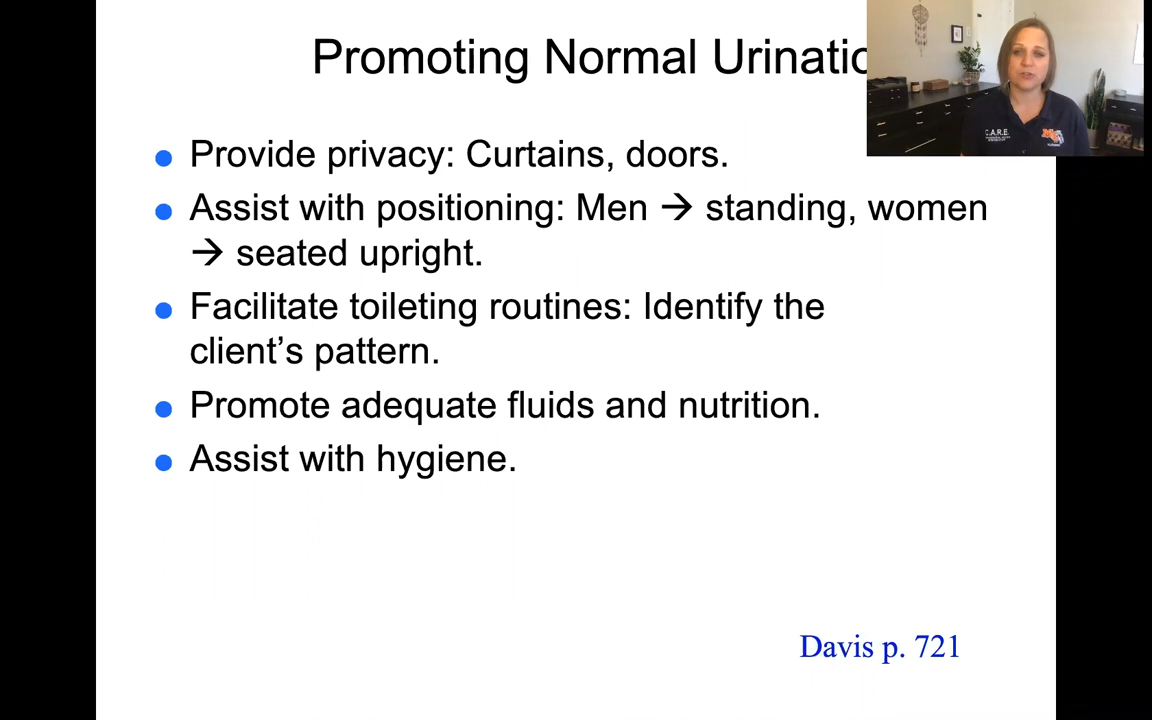 Promoting Normal Urinatio
Provide privacy: Curtains, doors.
Assist with positioning: Men → standing, women
→ seated upright.
Facilitate toileting routines: Identify the
client's pattern.
Promote adequate fluids and nutrition.
Assist with hygiene.
Davis p. 721
C.A.R.E.